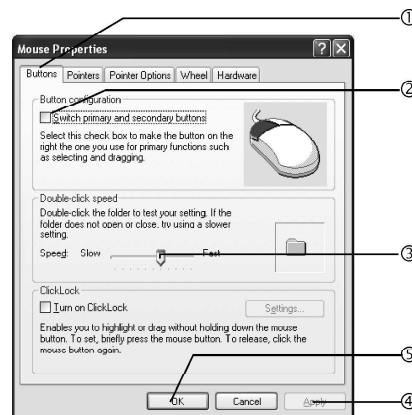 ①
Mouse Properties
Buttons Pointers Pointer Options Wheel Hardware
②
Button configuration
Switch primary and secondary buttons
Select this check box to make the button on the
right the one you use for primary functions such
as selecting and dragging.
Double-click speed
Double-click the folder to test your setting. If the
folder does not open or close, try using a slower
setting.
Speed: Slow Fast
③
ClickLock
Turn on ClickLock Settings...
Enables you to highlight or drag without holding down the mouse
button. To set, briefly press the mouse button. To release, click the
mouse button again.
⑤
OK Cancel Apply
④